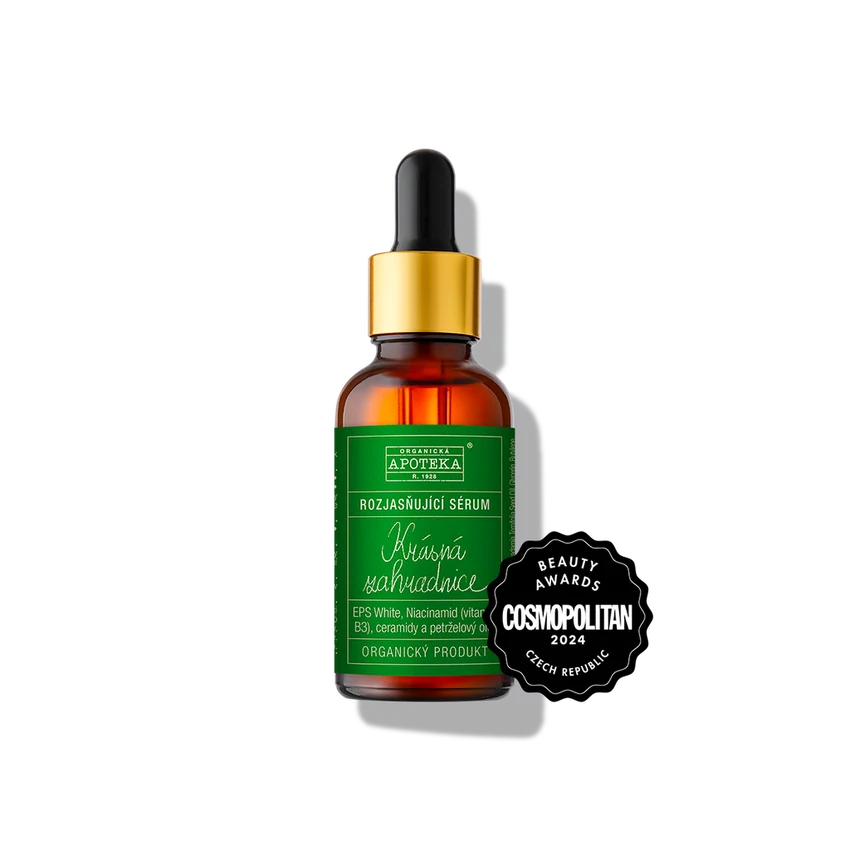 ORGANICKÁ
APOTEKA ®
R. 1928
ROZJASŇUJÍCÍ SÉRUM
Krásná
zahradnice
EPS White, Niacinamid
B3), ceramidy a petrželový
ORGANICKÝ PRODUKT
BEAUTY
AWARDS
COSMOPOLITAN
2024
CZECH REPUBLIC